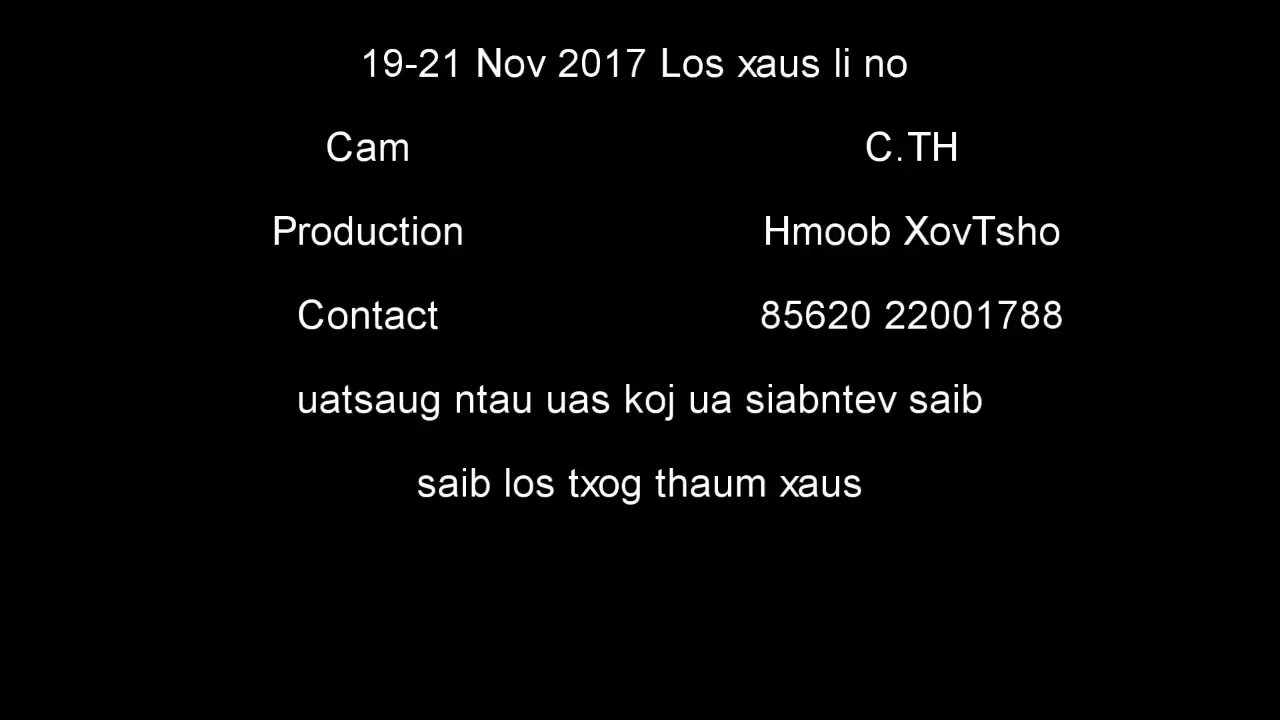 19-21 Nov 2017 Los xaus li no
Cam C.TH
Production Hmoob XovTsho
Contact 85620 22001788
uatsaug ntau uas koj ua siabntev saib
saib los txog thaum xaus